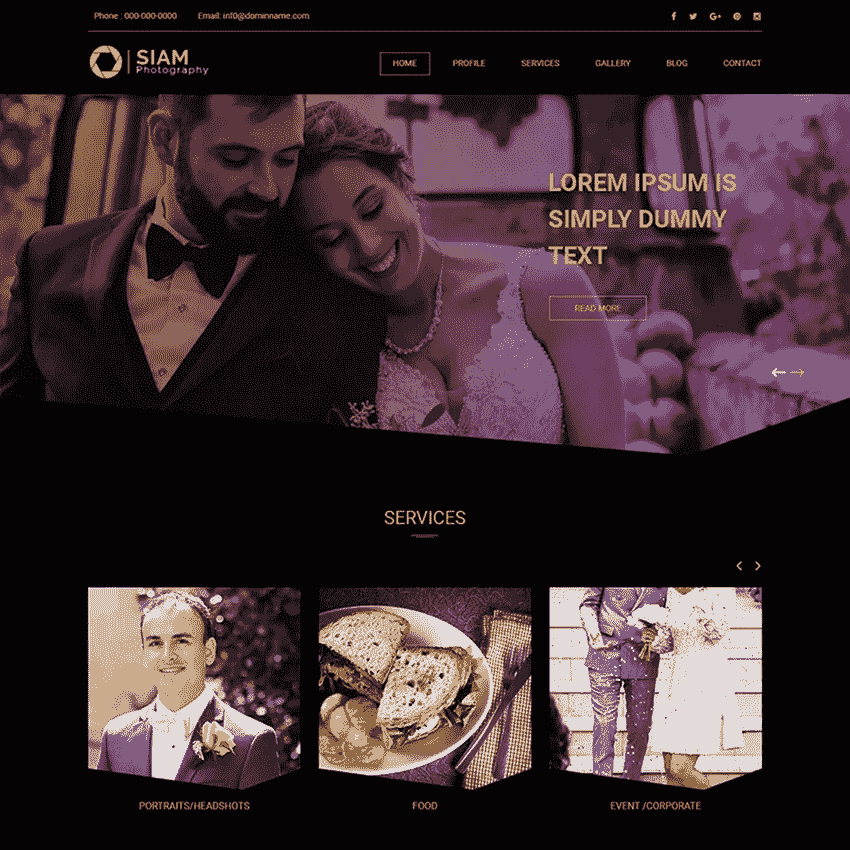 Phone : 000-000-0000 Email: inf0@dominname.com
SIAM
Photography
HOME PROFILE SERVICES GALLERY BLOG CONTACT
LOREM IPSUM IS
SIMPLY DUMMY
TEXT
READ MORE
SERVICES
PORTRAITS/HEADSHOTS FOOD EVENT /CORPORATE